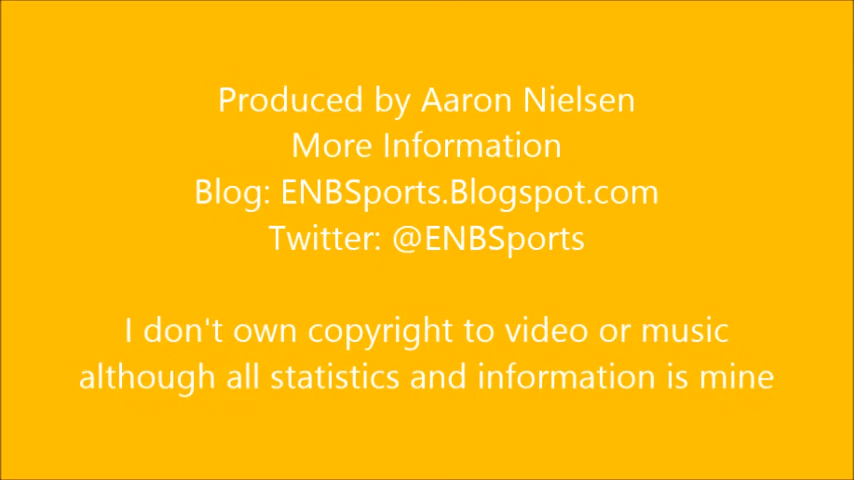 Produced by Aaron Nielsen
More Information
Blog: ENBSports.Blogspot.com
Twitter: @ENBSports
I don't own copyright to video or music
although all statistics and information is mine